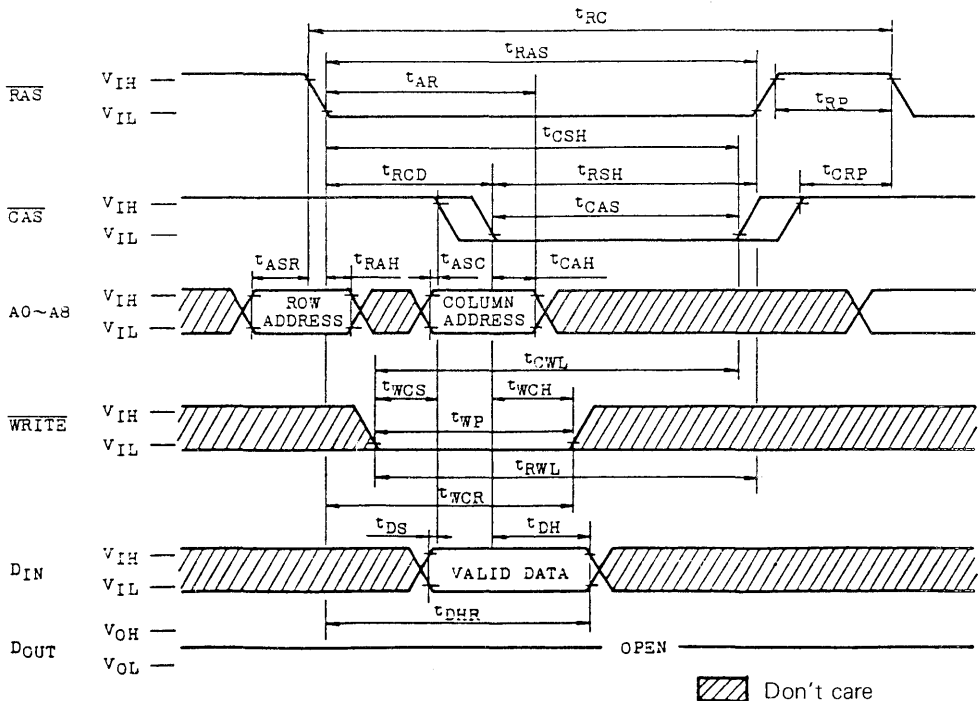 tRC
tRAS
tAR
RAS
VIH
VIL
tRP
tCSH
tRCD
tRSH
tCRP
CAS
VIH
VIL
tCAS
tASR
tRAH
tASC
tCAH
A0~A8
VIH
VIL
ROW
ADDRESS
COLUMN
ADDRESS
tCWL
tWCS
tWCH
WRITE
VIH
VIL
tWP
tRWL
tWCR
tDS
tDH
DIN
VIH
VIL
VALID DATA
tDHR
DOUT
VOH
VOL
OPEN
Don't care